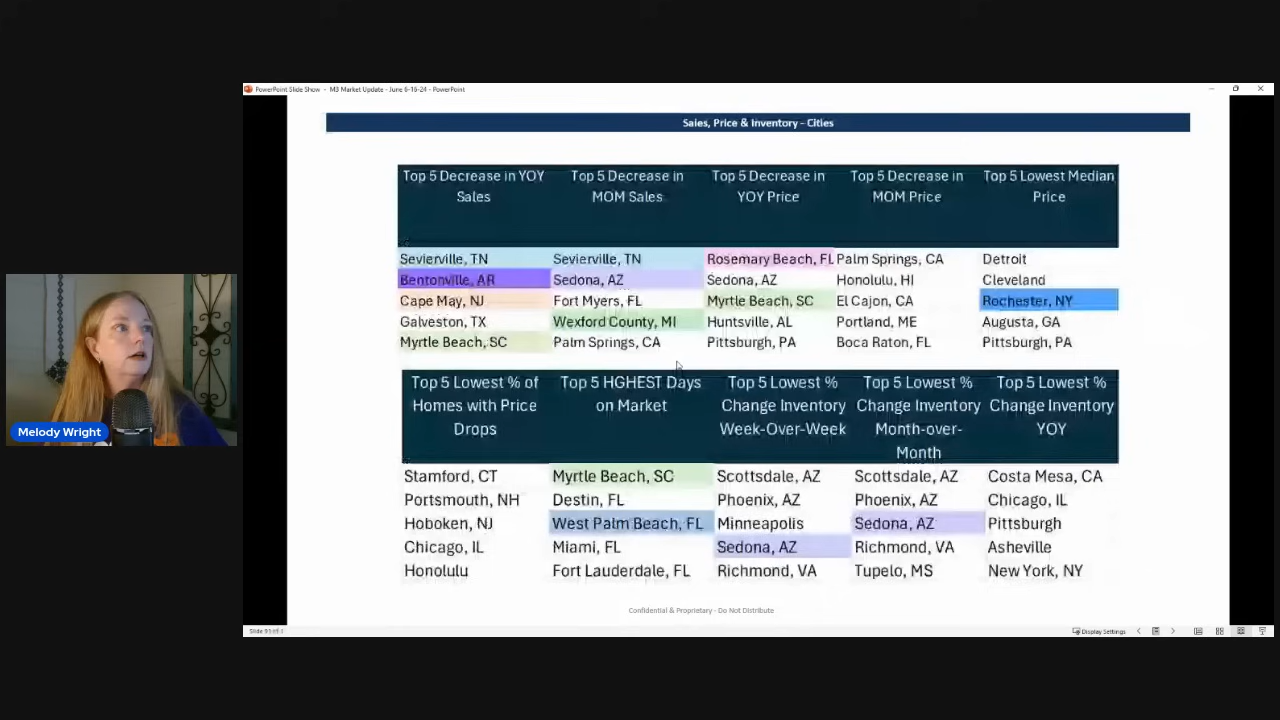 PowerPoint Slide Show - M3 Market Update - June 6-16-24 - PowerPoint
Sales, Price & Inventory - Cities
Top 5 Decrease in YOY Sales
Top 5 Decrease in MOM Sales
Top 5 Decrease in YOY Price
Top 5 Decrease in MOM Price
Top 5 Lowest Median Price
Sevierville, TN Sevierville, TN Rosemary Beach, FL Palm Springs, CA Detroit
Bentonville, AR Sedona, AZ Sedona, AZ Honolulu, HI Cleveland
Cape May, NJ Fort Myers, FL Myrtle Beach, SC El Cajon, CA Rochester, NY
Galveston, TX Wexford County, MI Huntsville, AL Portland, ME Augusta, GA
Myrtle Beach, SC Palm Springs, CA Pittsburgh, PA Boca Raton, FL Pittsburgh, PA
Top 5 Lowest % of Homes with Price Drops
Top 5 HGHEST Days on Market
Top 5 Lowest % Change Inventory Week-Over-Week
Top 5 Lowest % Change Inventory Month-over-Month
Top 5 Lowest % Change Inventory YOY
Stamford, CT Myrtle Beach, SC Scottsdale, AZ Scottsdale, AZ Costa Mesa, CA
Portsmouth, NH Destin, FL Phoenix, AZ Phoenix, AZ Chicago, IL
Hoboken, NJ West Palm Beach, FL Minneapolis Sedona, AZ Pittsburgh
Chicago, IL Miami, FL Sedona, AZ Richmond, VA Asheville
Honolulu Fort Lauderdale, FL Richmond, VA Tupelo, MS New York, NY
Confidential & Proprietary - Do Not Distribute
Display Settings
Melody Wright